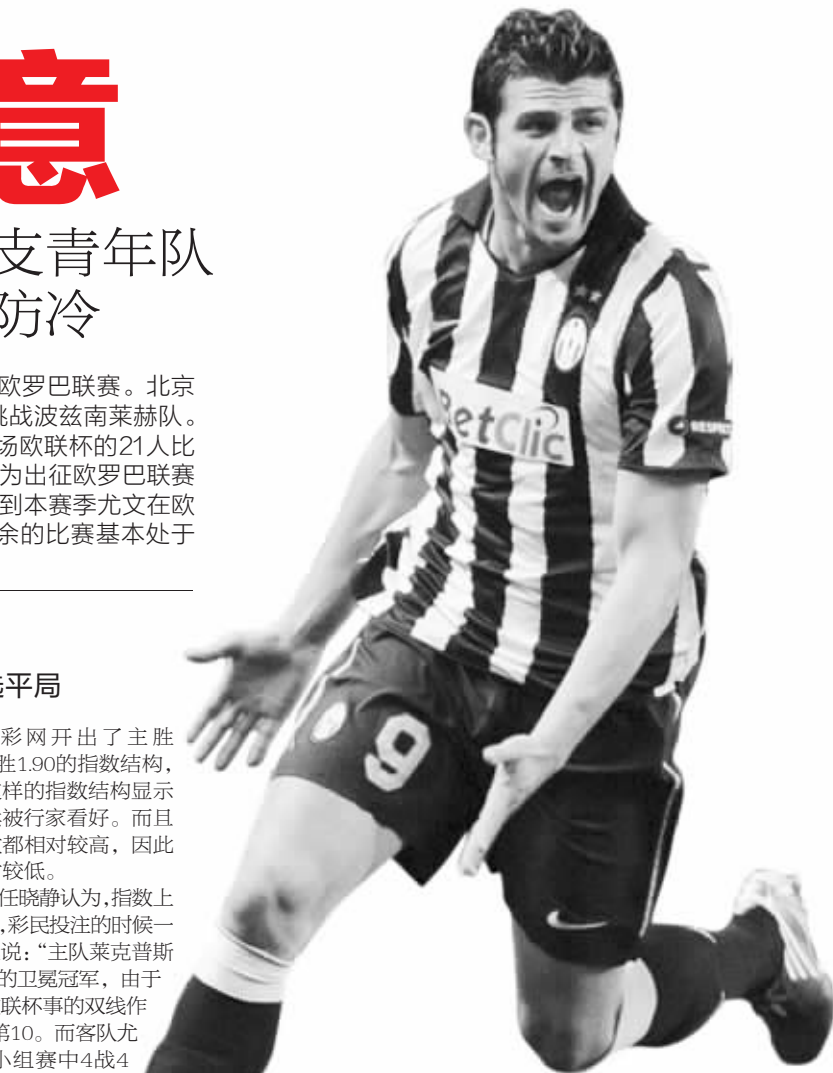 意
支青年队
防冷
欧罗巴联赛。北京
挑战波兹南莱赫队。
场欧联杯的21人比
为出征欧罗巴联赛
到本赛季尤文在欧
余的比赛基本处于
选平局
彩网开出了主胜
胜1.90的指数结构,
这样的指数结构显示
被行家看好。而且
都相对较高,因此
较低。
任晓静认为,指数上
,彩民投注的时候一
说:“主队莱克普斯
的卫冕冠军,由于
联杯事的双线作
第10。而客队尤
小组赛中4战4
BetClic
RESPECT
9